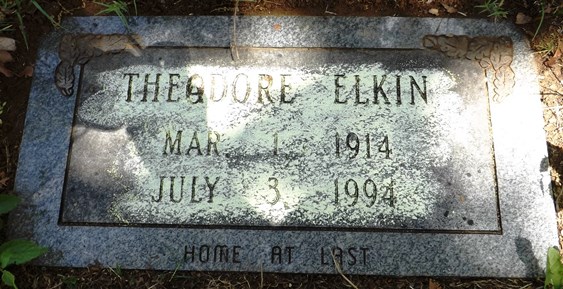 THEODORE ELKIN
MAR 1, 1914
JULY 3, 1994
HOME AT LAST